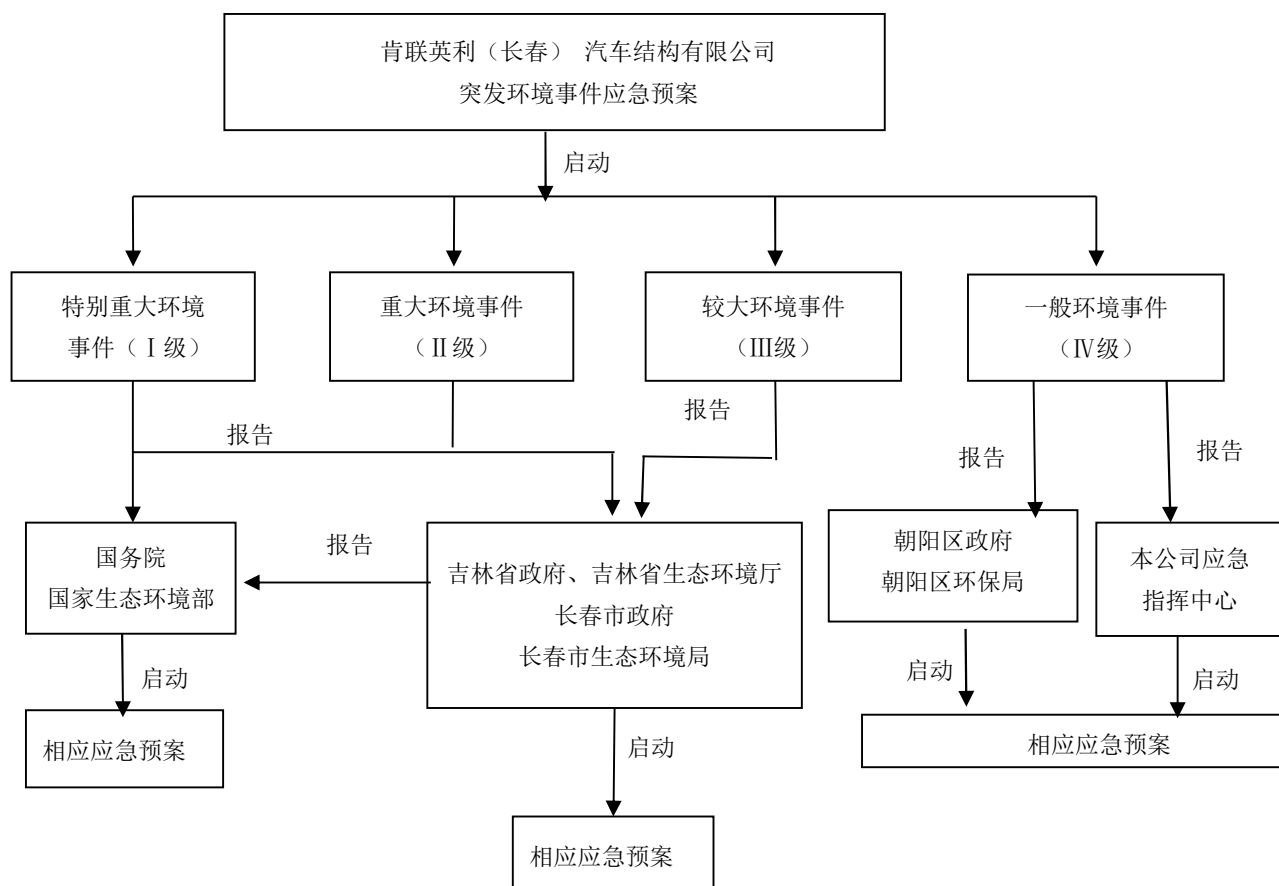 肯联英利（长春） 汽车结构有限公司
突发环境事件应急预案
启动
特别重大环境
事件（Ⅰ级）
重大环境事件
（Ⅱ级）
较大环境事件
（Ⅲ级）
一般环境事件
（Ⅳ级）
报告
报告
报告
报告
国务院
国家生态环境部
报告
吉林省政府、吉林省生态环境厅
长春市政府
长春市生态环境局
朝阳区政府
朝阳区环保局
本公司应急
指挥中心
启动
启动
启动
启动
相应应急预案
相应应急预案
相应应急预案